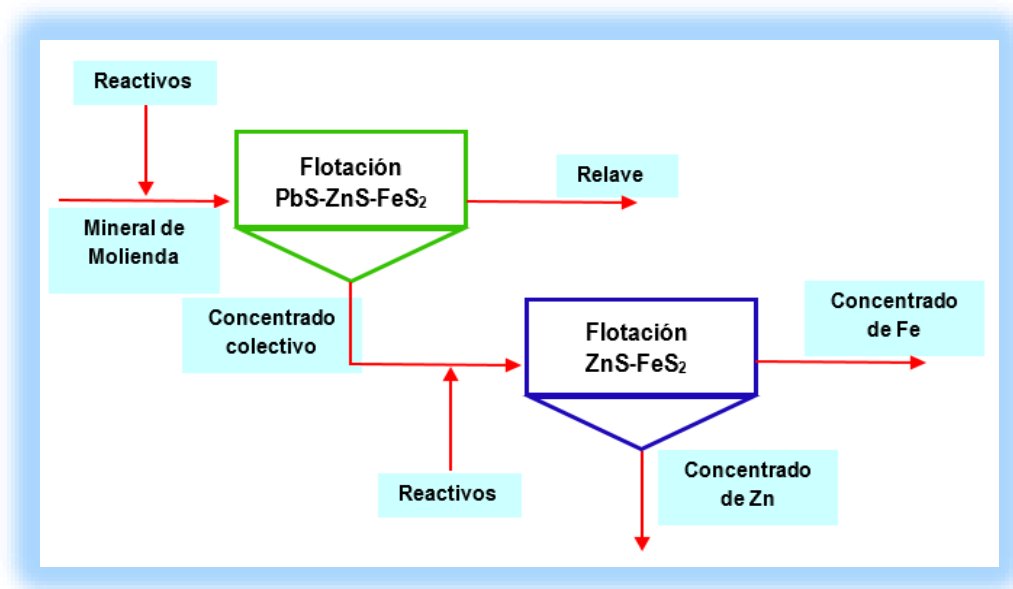 Reactivos
Flotación
PbS-ZnS-FeS₂
Relave
Mineral de
Molienda
Concentrado
colectivo
Flotación
ZnS-FeS₂
Concentrado
de Fe
Reactivos
Concentrado
de Zn